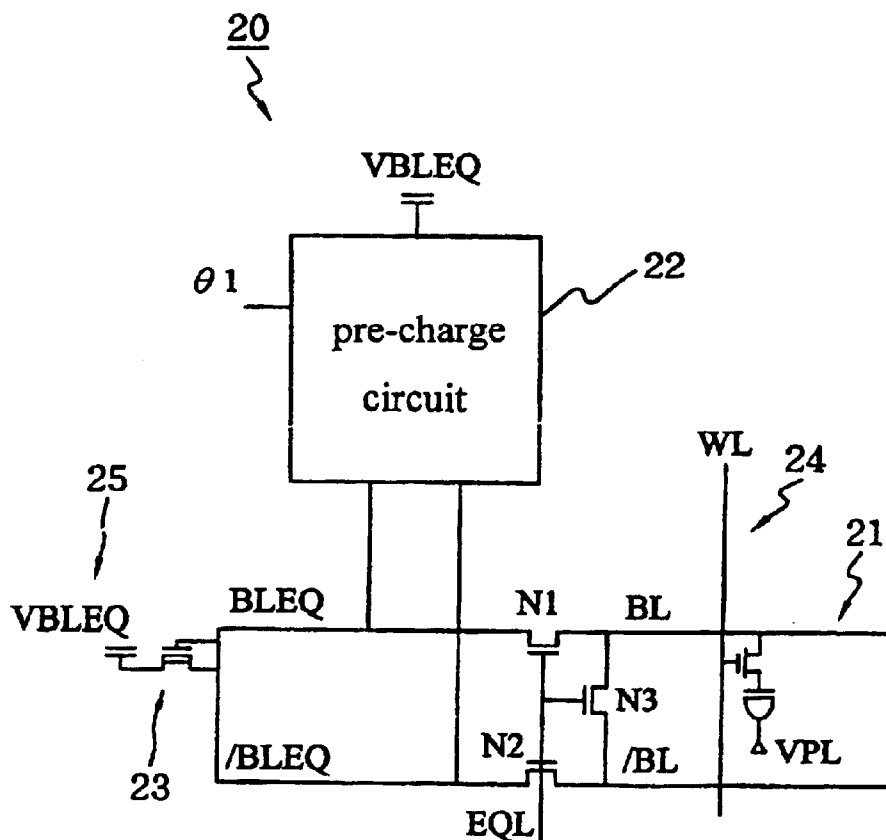 20
VBLEQ
θ1
22
pre-charge
circuit
WL
24
25
21
BLEQ
N1
BL
VBLEQ
N3
N2
VPL
/BLEQ
/BL
23
EQL